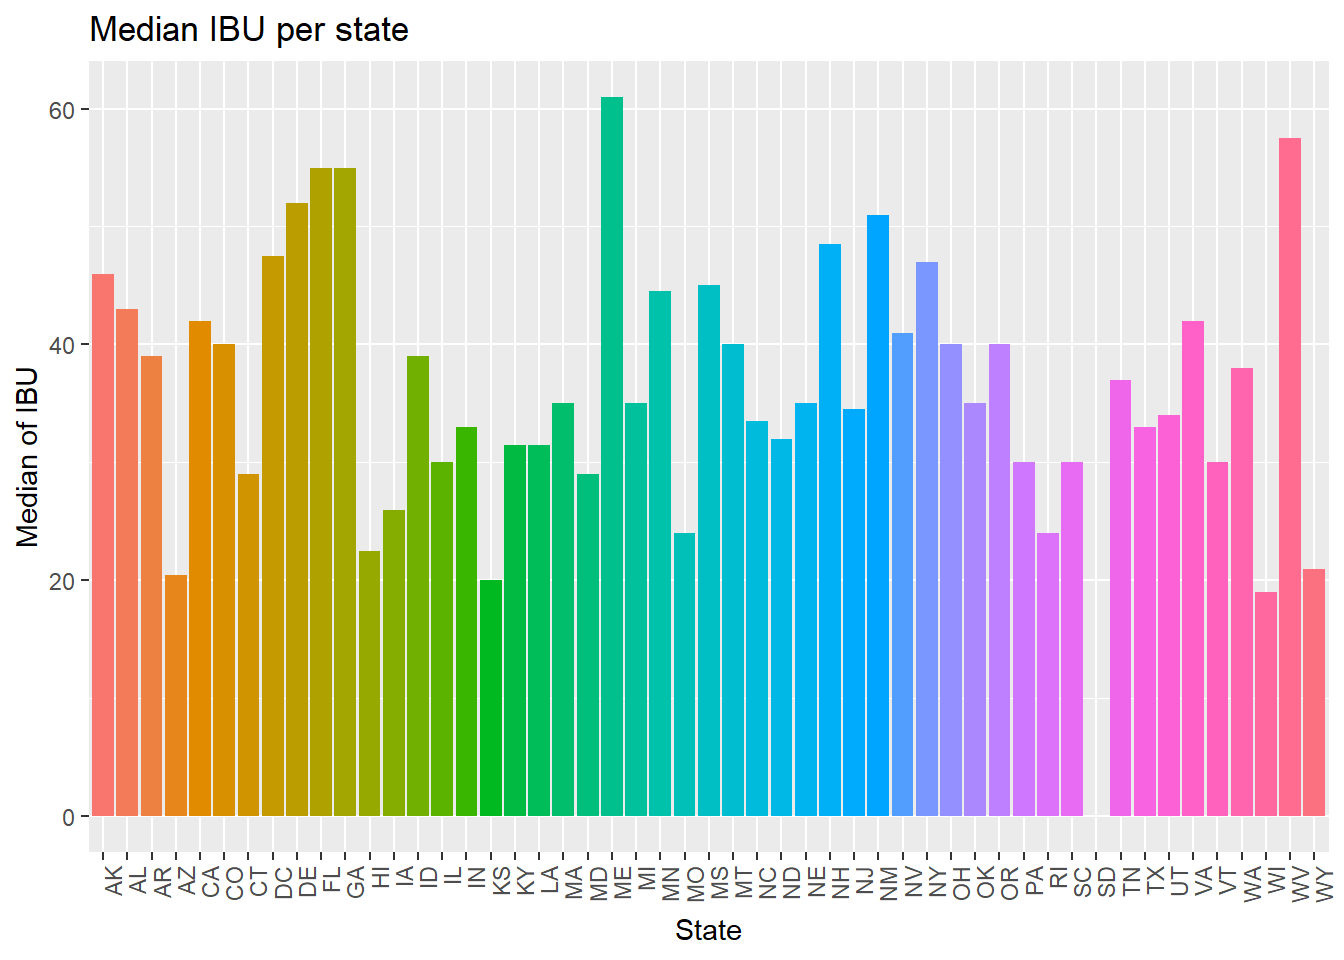 Median IBU per state
Median of IBU
60
40
20
0
AK AL AR AZ CA CO CT DC DE FL GA HI IA ID IL IN KS KY LA MA MD ME MI MN MO MS MT NC ND NE NH NJ NM NV NY OH OK OR PA RI SC SD TN TX UT VA VT WA WI WV WY
State